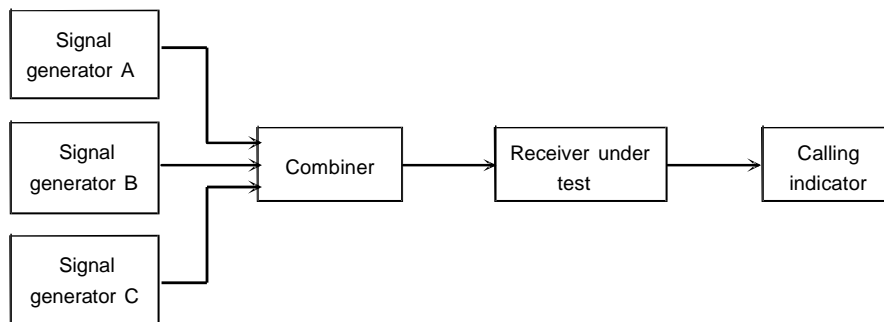 Signal
generator A
Signal
generator B
Signal
generator C
Combiner
Receiver under
test
Calling
indicator